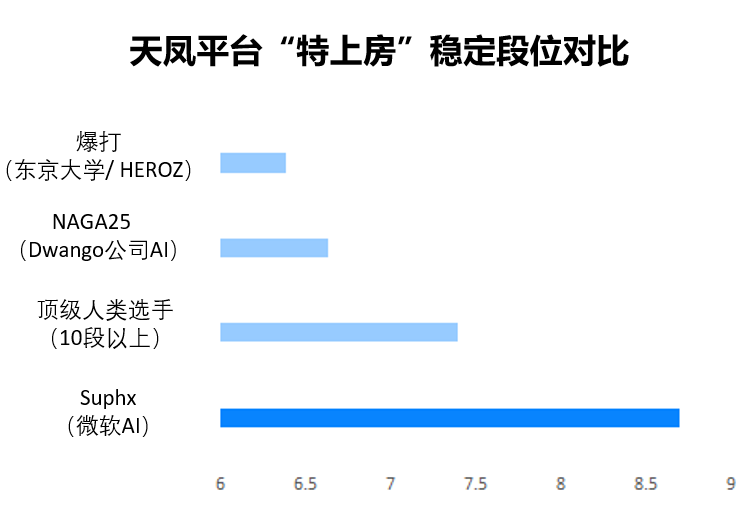 天凤平台“特上房”稳定段位对比
爆打
（东京大学/ HEROZ）
NAGA25
（Dwango公司AI）
顶级人类选手
（10段以上）
Suphx
（微软AI）
6 6.5 7 7.5 8 8.5 9